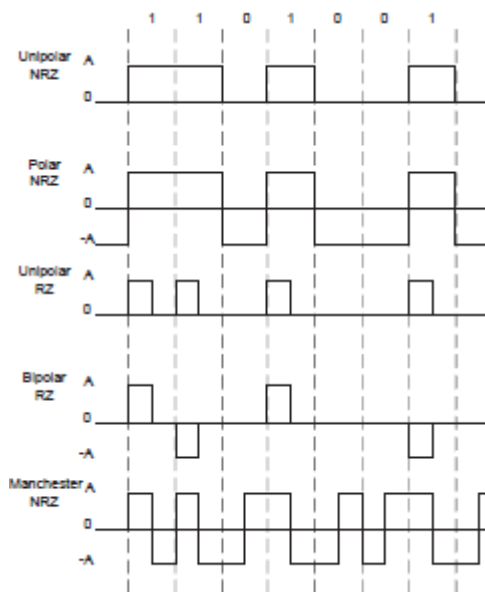 1 1 0 1 0 0 1
Unipolar A
NRZ
0
Polar
NRZ A
0
-A
Unipolar A
RZ
0
Bipolar A
RZ
0
-A
Manchester A
NRZ
0
-A